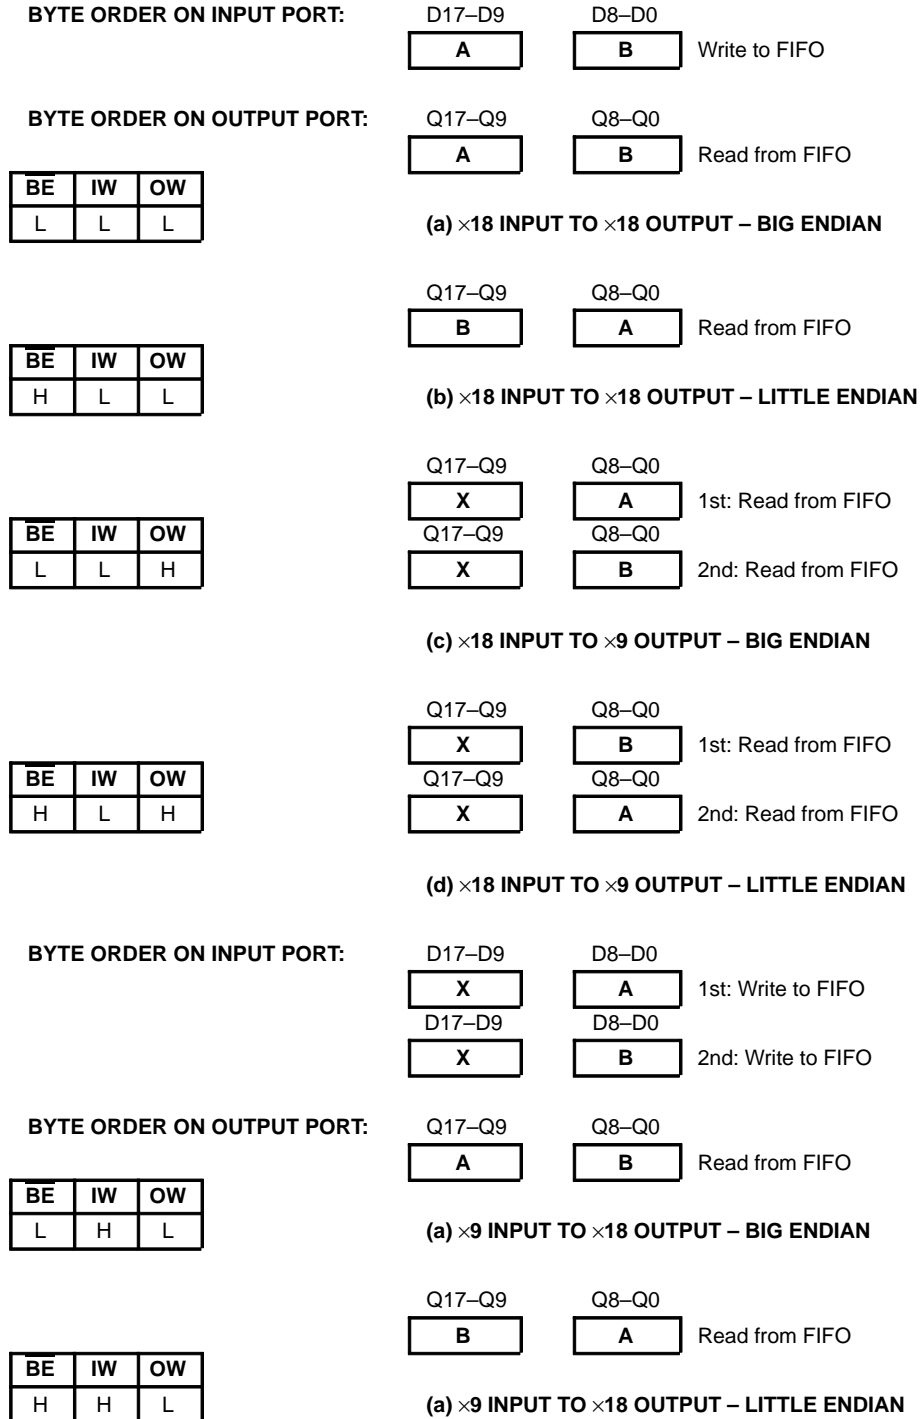 BYTE ORDER ON INPUT PORT: D17–D9 D8–D0
A B Write to FIFO
BYTE ORDER ON OUTPUT PORT: Q17–Q9 Q8–Q0
A B Read from FIFO
BE IW OW
L L L
(a) ×18 INPUT TO ×18 OUTPUT – BIG ENDIAN
Q17–Q9 Q8–Q0
B A Read from FIFO
BE IW OW
H L L
(b) ×18 INPUT TO ×18 OUTPUT – LITTLE ENDIAN
Q17–Q9 Q8–Q0
X A 1st: Read from FIFO
BE IW OW
Q17–Q9 Q8–Q0
L L H
X B 2nd: Read from FIFO
(c) ×18 INPUT TO ×9 OUTPUT – BIG ENDIAN
Q17–Q9 Q8–Q0
X B 1st: Read from FIFO
BE IW OW
Q17–Q9 Q8–Q0
H L H
X A 2nd: Read from FIFO
(d) ×18 INPUT TO ×9 OUTPUT – LITTLE ENDIAN
BYTE ORDER ON INPUT PORT: D17–D9 D8–D0
X A 1st: Write to FIFO
D17–D9 D8–D0
X B 2nd: Write to FIFO
BYTE ORDER ON OUTPUT PORT: Q17–Q9 Q8–Q0
A B Read from FIFO
BE IW OW
L H L
(a) ×9 INPUT TO ×18 OUTPUT – BIG ENDIAN
Q17–Q9 Q8–Q0
B A Read from FIFO
BE IW OW
H H L
(a) ×9 INPUT TO ×18 OUTPUT – LITTLE ENDIAN